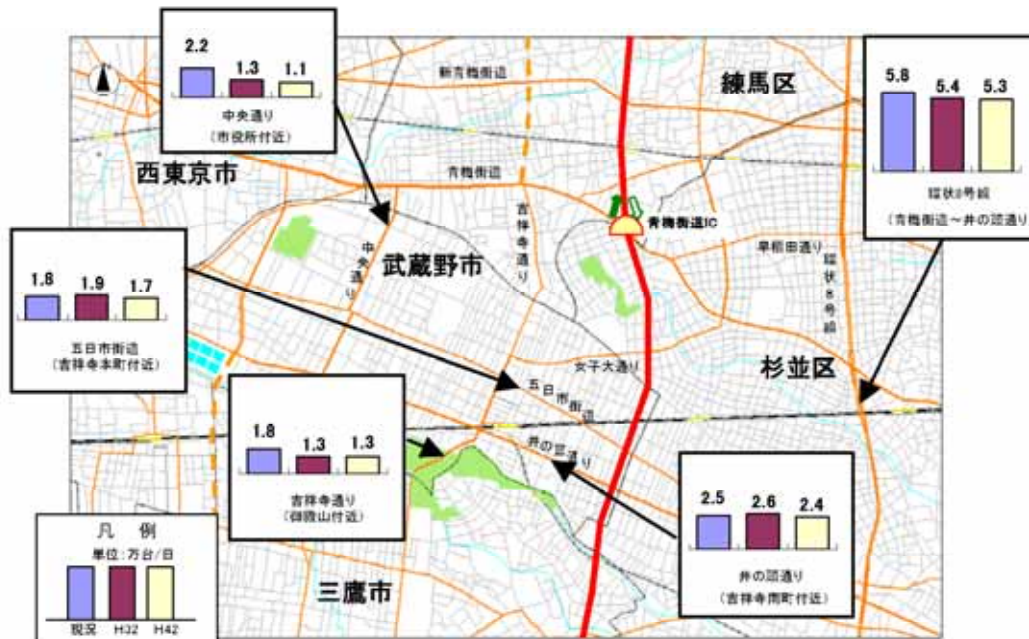 2.2
1.3
1.1
中央通り
(市役所付近)
新青梅街道
練馬区
5.8
5.4
5.3
環状8号線
(青梅街道～井の頭通り)
西東京市
青梅街道
吉祥寺通り
青梅街道IC
早稲田通り
環状8号線
中央通り
武蔵野市
1.8
1.9
1.7
五日市街道
(吉祥寺本町付近)
女子大通り
五日市街道
杉並区
井の頭通り
1.8
1.3
1.3
吉祥寺通り
(御殿山付近)
2.5
2.6
2.4
井の頭通り
(吉祥寺南町付近)
凡 例
単位:万台/日
現況 H32 H42
三鷹市